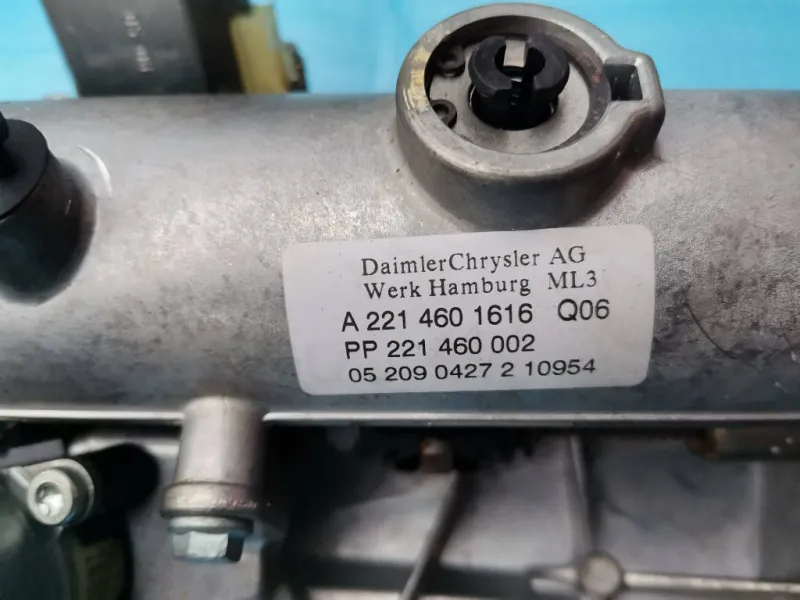 DaimlerChrysler AG
Werk Hamburg ML3
A 221 460 1616 Q06
PP 221 460 002
05 209 0427 2 10954